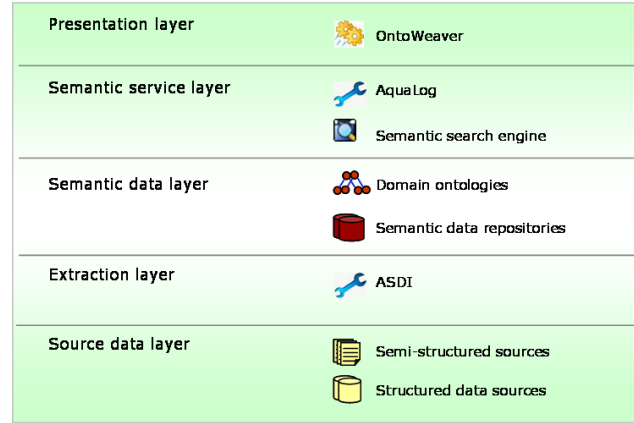 Presentation layer
OntoWeaver
Semantic service layer
AquaLog
Semantic search engine
Semantic data layer
Domain ontologies
Semantic data repositories
Extraction layer
ASDI
Source data layer
Semi-structured sources
Structured data sources